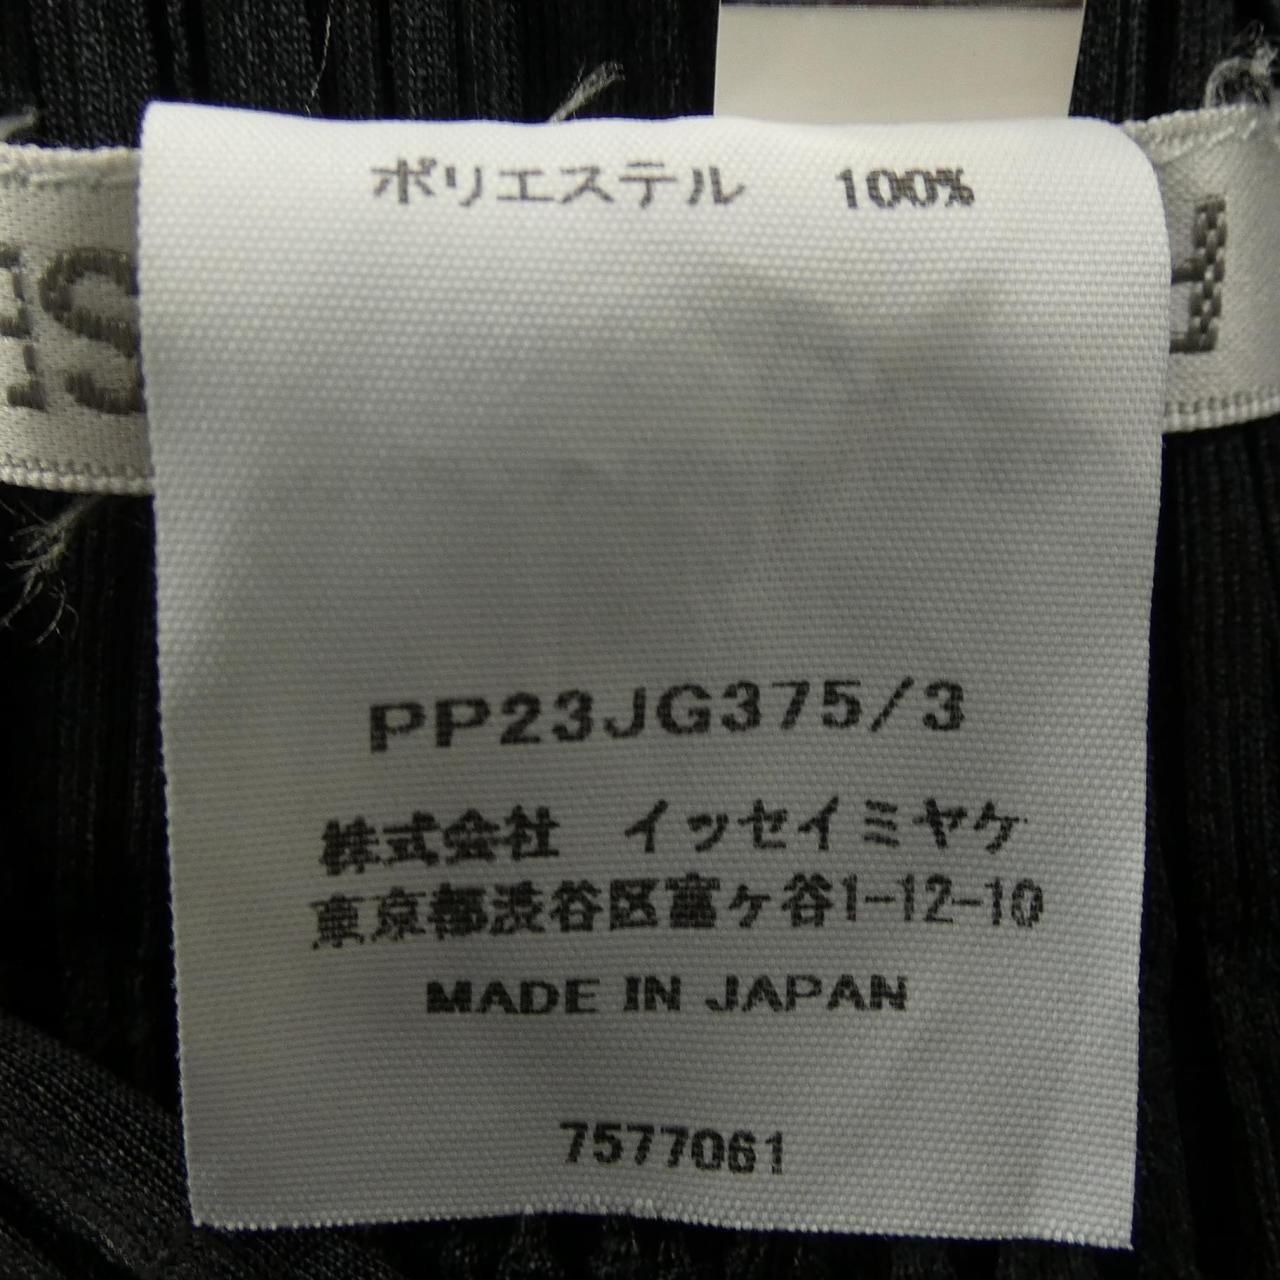 ポリエステル 100%
PP23JG375/3
株式会社 イッセイミヤケ
東京都渋谷区富ヶ谷1-12-10
MADE IN JAPAN
7577061